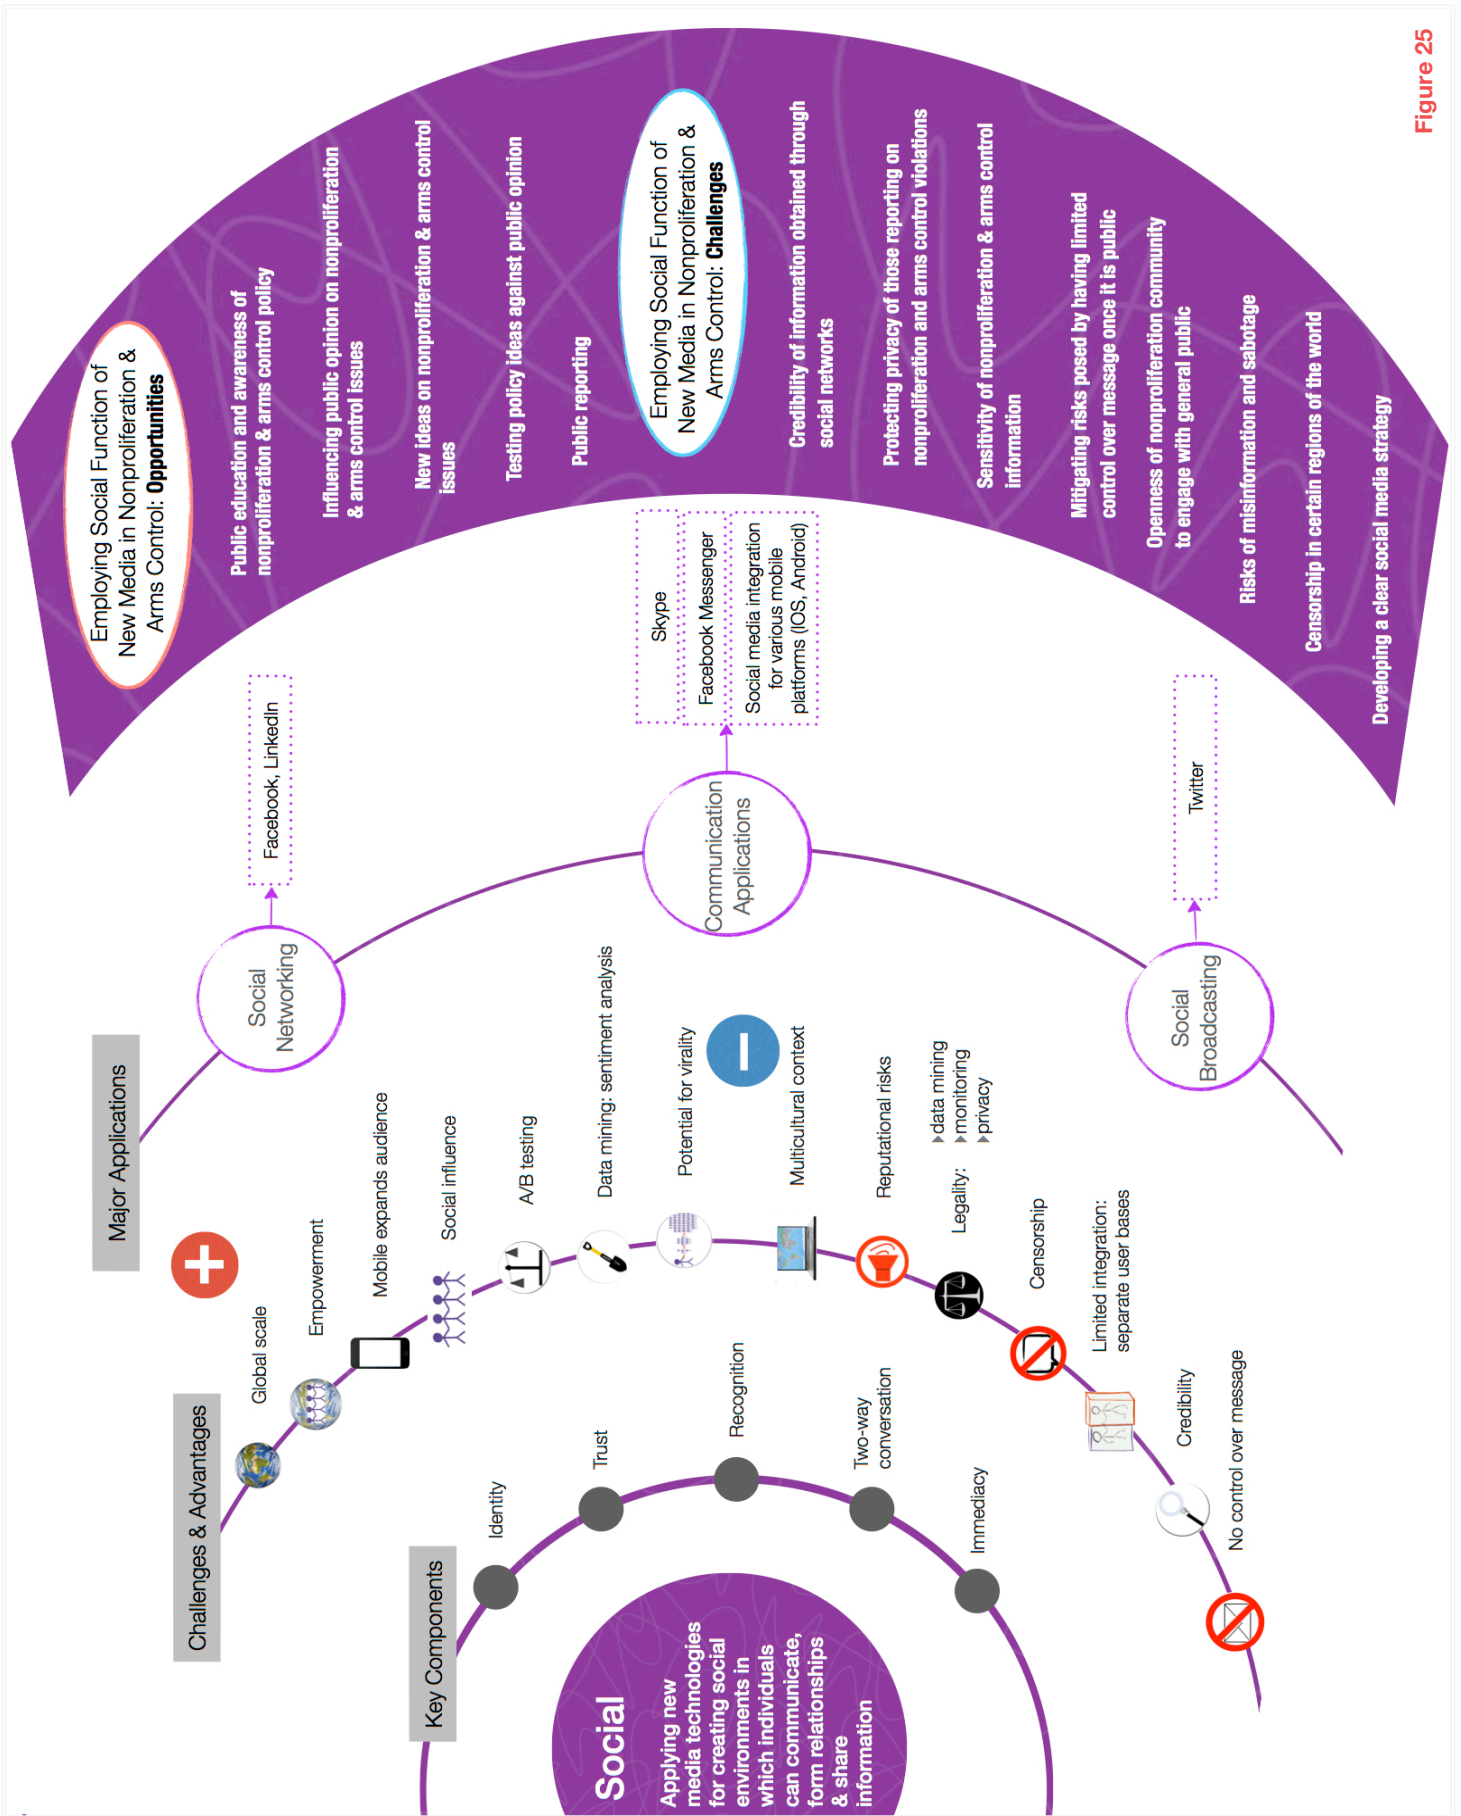 Social
Applying new
media technologies
for creating social
environments in
which individuals
can communicate,
form relationships
& share
information
Key Components
Identity
Trust
Recognition
Two-way
conversation
Immediacy
Challenges & Advantages
Global scale
Empowerment
Mobile expands audience
Social influence
A/B testing
Data mining: sentiment analysis
Potential for virality
Multicultural context
Reputational risks
Legality:
data mining
monitoring
privacy
Censorship
Limited integration:
separate user bases
Credibility
No control over message
Major Applications
Social
Networking
Facebook, LinkedIn
Communication
Applications
Skype
Facebook Messenger
Social media integration
for various mobile
platforms (IOS, Android)
Social
Broadcasting
Twitter
Employing Social Function of
New Media in Nonproliferation &
Arms Control: Opportunities
Public education and awareness of
nonproliferation & arms control policy
Influencing public opinion on nonproliferation
& arms control issues
New ideas on nonproliferation & arms control
issues
Testing policy ideas against public opinion
Public reporting
Employing Social Function of
New Media in Nonproliferation &
Arms Control: Challenges
Credibility of information obtained through
social networks
Protecting privacy of those reporting on
nonproliferation and arms control violations
Sensitivity of nonproliferation & arms control
information
Mitigating risks posed by having limited
control over message once it is public
Openness of nonproliferation community
to engage with general public
Risks of misinformation and sabotage
Censorship in certain regions of the world
Developing a clear social media strategy
Figure 25